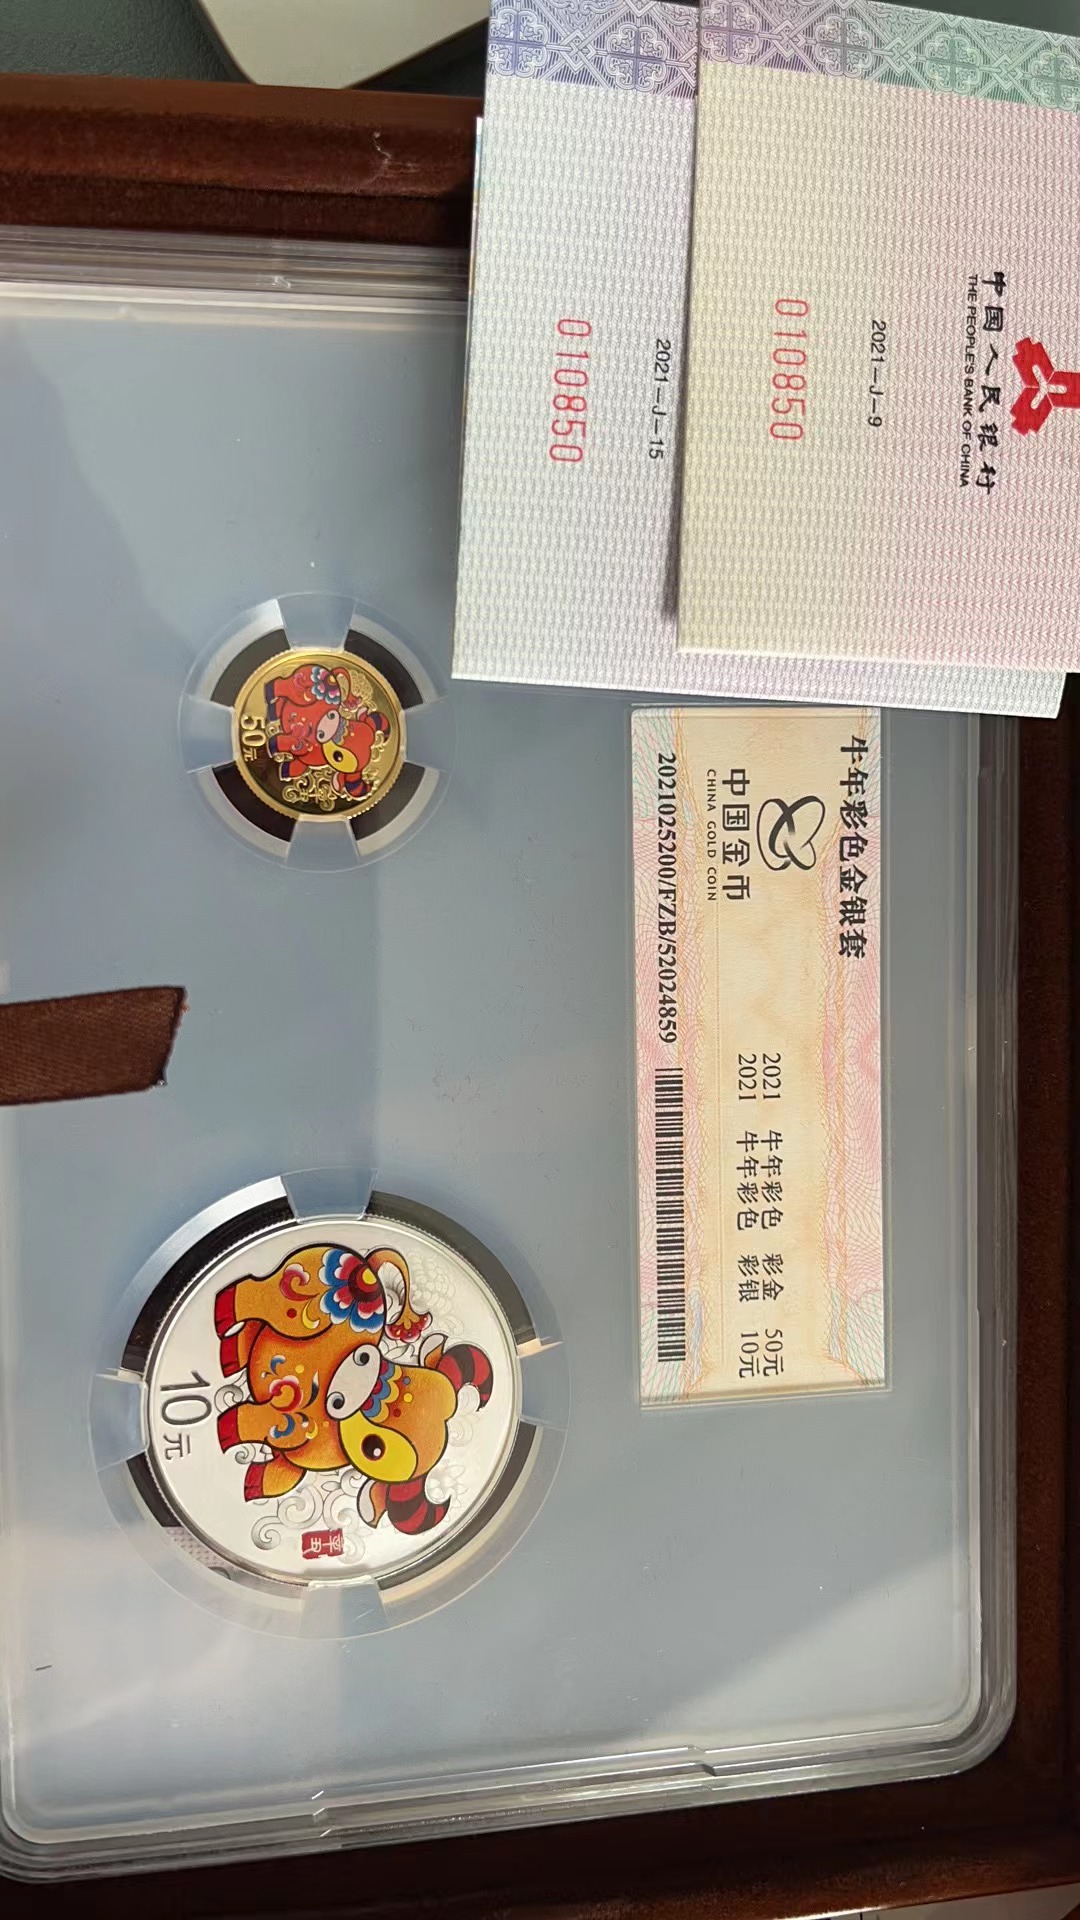 中国人民银行
THE PEOPLE'S BANK OF CHINA
2021-J-9
010850
2021-J-15
010850
牛年彩色金银套
中国金币
CHINA GOLD COIN
2021 牛年彩色 彩金 50元
2021 牛年彩色 彩银 10元
2021025200/FZB/52024859
50元
10元
辛丑